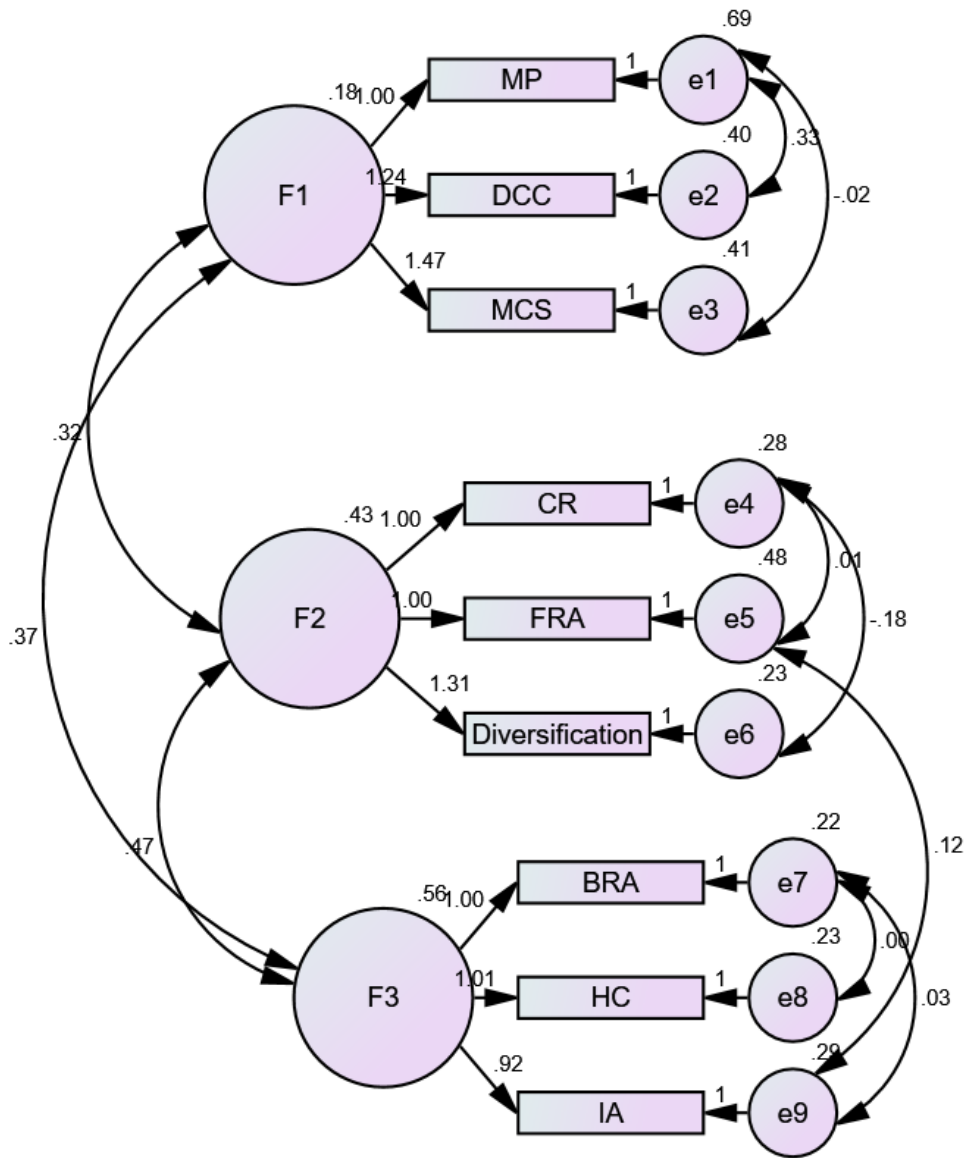 .69
MP
1
e1
.18
1.00
.40
.33
F1
1.24
DCC
1
e2
-.02
.41
1.47
MCS
1
e3
.32
.28
CR
1
e4
.43
1.00
.48
.01
F2
1.00
FRA
1
e5
-.18
.37
.23
1.31
Diversification
1
e6
.22
.47
.12
BRA
1
e7
.56
1.00
.23
.00
F3
1.01
HC
1
e8
.03
.29
.92
IA
1
e9